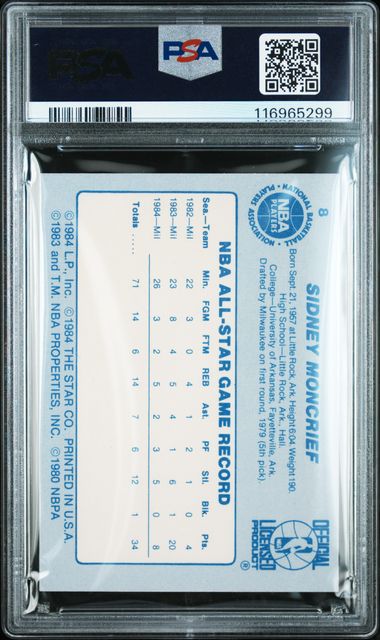 PSA
PSA
116965299
8
SIDNEY MONCRIEF
Born Sept. 21, 1957 at Little Rock, Ark. Height 6:04 Weight 190.
High School—Little Rock, Ark. Hall.
College—University of Arkansas, Fayetteville, Ark.
Drafted by Milwaukee on first round, 1979 (5th pick).
NATIONAL BASKETBALL PLAYERS ASSOCIATION
NBA PLAYERS
OFFICIAL LICENSED PRODUCT
NBA
®
NBA ALL-STAR GAME RECORD
Sea.—Team Min. FGM FTM REB Ast. PF Stl. Blk. Pts.
1982—Mil 22 3 0 4 1 2 1 0 4
1983—Mil 23 8 4 5 4 1 6 1 20
1984—Mil 26 3 2 5 2 3 5 0 8
Totals ..... 71 14 6 14 7 6 12 1 34
©1984 L.P., Inc. ©1984 THE STAR CO. PRINTED IN U.S.A.
©1983 and T.M. NBA PROPERTIES, INC. ©1980 NBPA